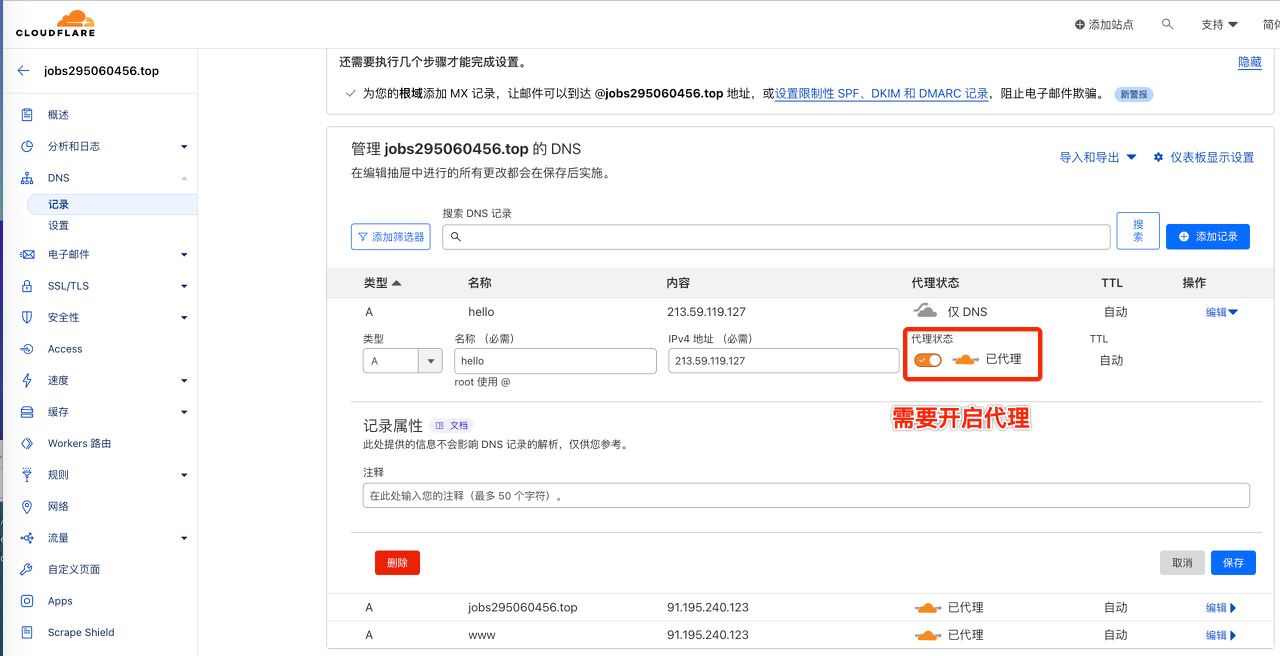 CLOUDFLARE
添加站点
支持
简体
jobs295060456.top
概述
分析和日志
DNS
记录
设置
电子邮件
SSL/TLS
安全性
Access
速度
缓存
Workers 路由
规则
网络
流量
自定义页面
Apps
Scrape Shield
还需要执行几个步骤才能完成设置。
隐藏
为您的根域添加 MX 记录，让邮件可以到达 @jobs295060456.top 地址，或设置限制性 SPF、DKIM 和 DMARC 记录，阻止电子邮件欺骗。 新警报
管理 jobs295060456.top 的 DNS
在编辑抽屉中进行的所有更改都会在保存后实施。
导入和导出
仪表板显示设置
搜索 DNS 记录
添加筛选器
搜索
添加记录
类型 名称 内容 代理状态 TTL 操作
A hello 213.59.119.127 仅 DNS 自动 编辑
类型 名称 （必需） IPv4 地址 （必需） 代理状态 TTL
A hello 213.59.119.127 已代理 自动
root 使用 @
需要开启代理
记录属性 文档
此处提供的信息不会影响 DNS 记录的解析，仅供您参考。
注释
在此处输入您的注释（最多 50 个字符）。
删除 取消 保存
A jobs295060456.top 91.195.240.123 已代理 自动 编辑
A www 91.195.240.123 已代理 自动 编辑